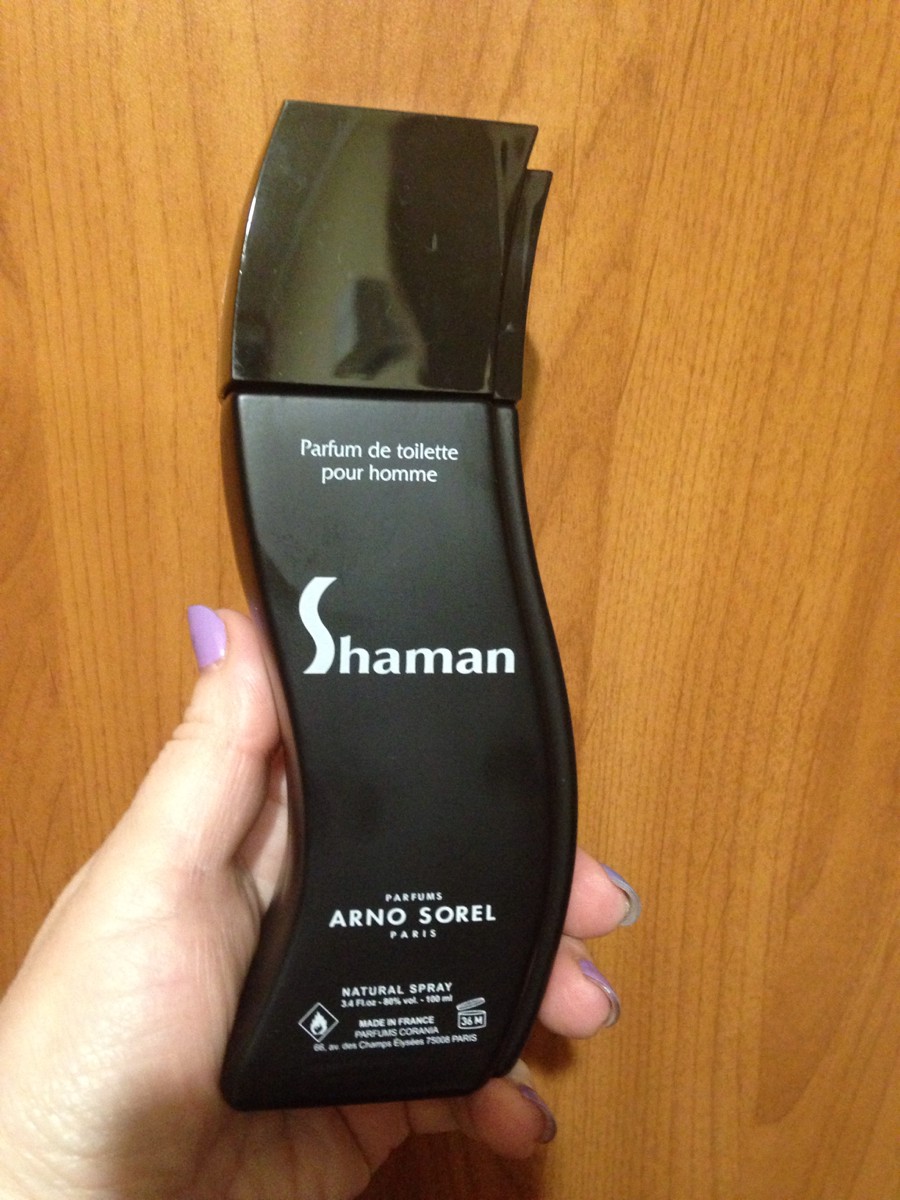 Parfum de toilette
pour homme
Shaman
PARFUMS
ARNO SOREL
PARIS
NATURAL SPRAY
3.4 Fl.oz - 80% vol. - 100 ml
MADE IN FRANCE
36 M
PARFUMS CORANIA
66, av. des Champs Elysées 75008 PARIS